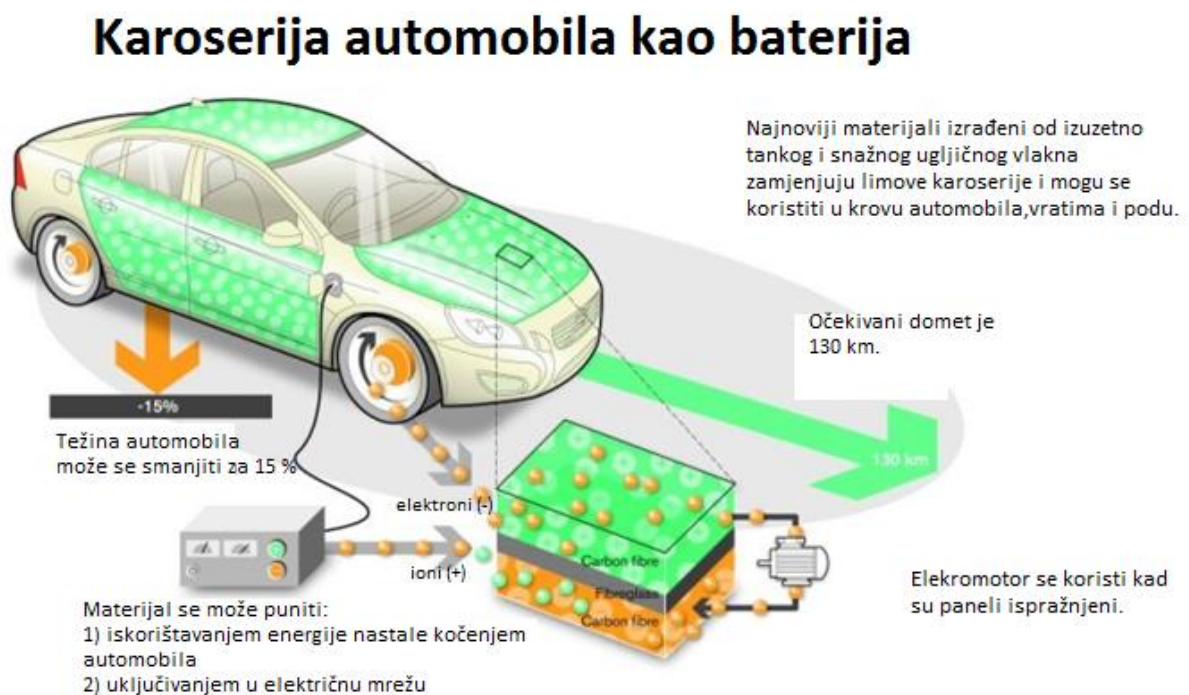 Karoserija automobila kao baterija
Najnoviji materijali izrađeni od izuzetno
tankog i snažnog ugljičnog vlakna
zamjenjuju limove karoserije i mogu se
koristiti u krovu automobila,vratima i podu.
Očekivani domet je
130 km.
-15%
Težina automobila
može se smanjiti za 15 %
130 km
elektroni (-)
ioni (+)
Carbon fibre
Fibreglass
Carbon fibre
Elekromotor se koristi kad
su paneli ispražnjeni.
Materijal se može puniti:
1) iskorištavanjem energije nastale kočenjem
automobila
2) uključivanjem u električnu mrežu